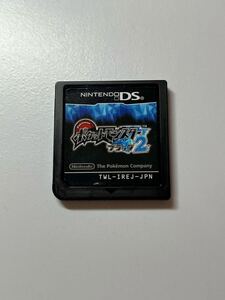 NINTENDO DS
ポケットモンスター
ブラック2
Nintendo The Pokémon Company
TWL-IREJ-JPN